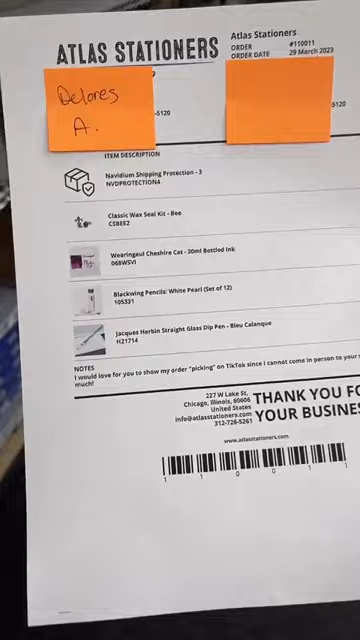 ATLAS STATIONERS
Atlas Stationers
ORDER #110011
ORDER DATE 29 March 2023
Delores
A.
-5120
5120
ITEM DESCRIPTION
Navidium Shipping Protection - 3
NVDPROTECTION4
Classic Wax Seal Kit - Bee
CSBEE2
Wearingeul Cheshire Cat - 30ml Bottled Ink
068WSVI
Blackwing Pencils: White Pearl (Set of 12)
105331
Jacques Herbin Straight Glass Dip Pen - Bleu Calanque
H21714
NOTES
I would love for you to show my order "picking" on TikTok since I cannot come in person to your
much!
227 W Lake St,
Chicago, Illinois, 60606
United States
info@atlasstationers.com
312-726-5261
THANK YOU FO
YOUR BUSINES
www.atlasstationers.com
1 1 0 0 1 1